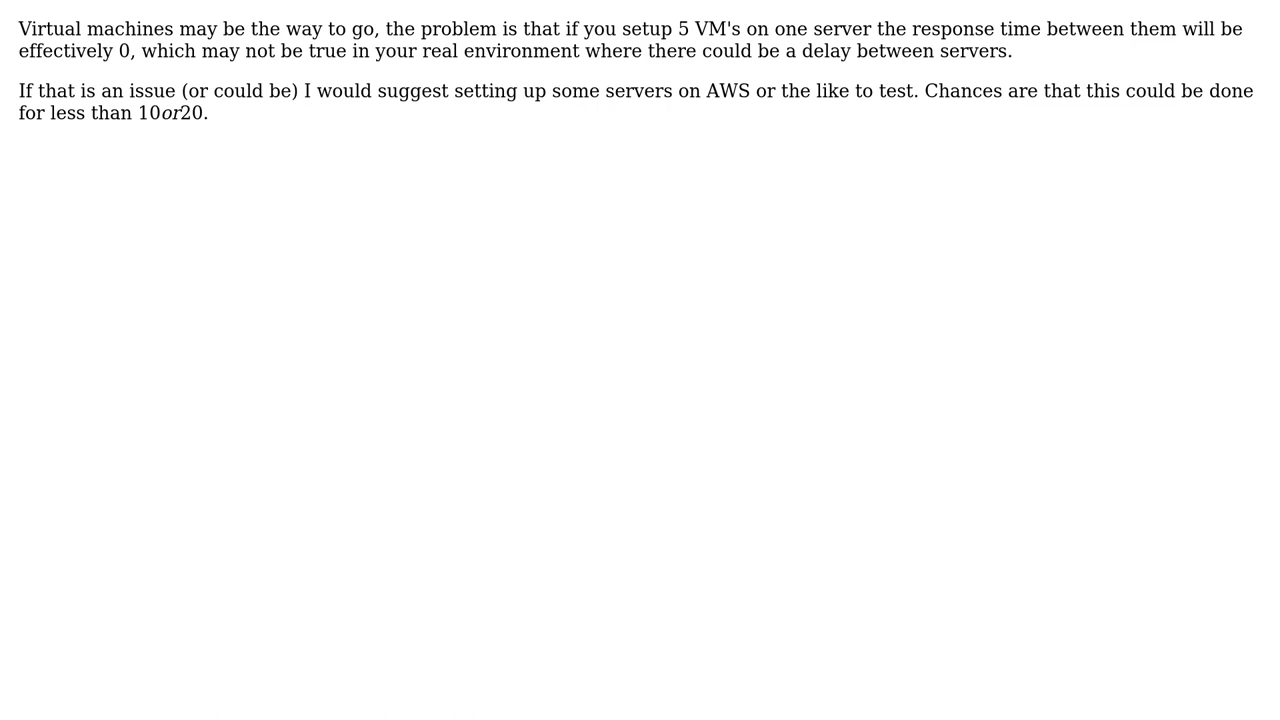 Virtual machines may be the way to go, the problem is that if you setup 5 VM's on one server the response time between them will be
effectively 0, which may not be true in your real environment where there could be a delay between servers.
If that is an issue (or could be) I would suggest setting up some servers on AWS or the like to test. Chances are that this could be done
for less than 10or20.